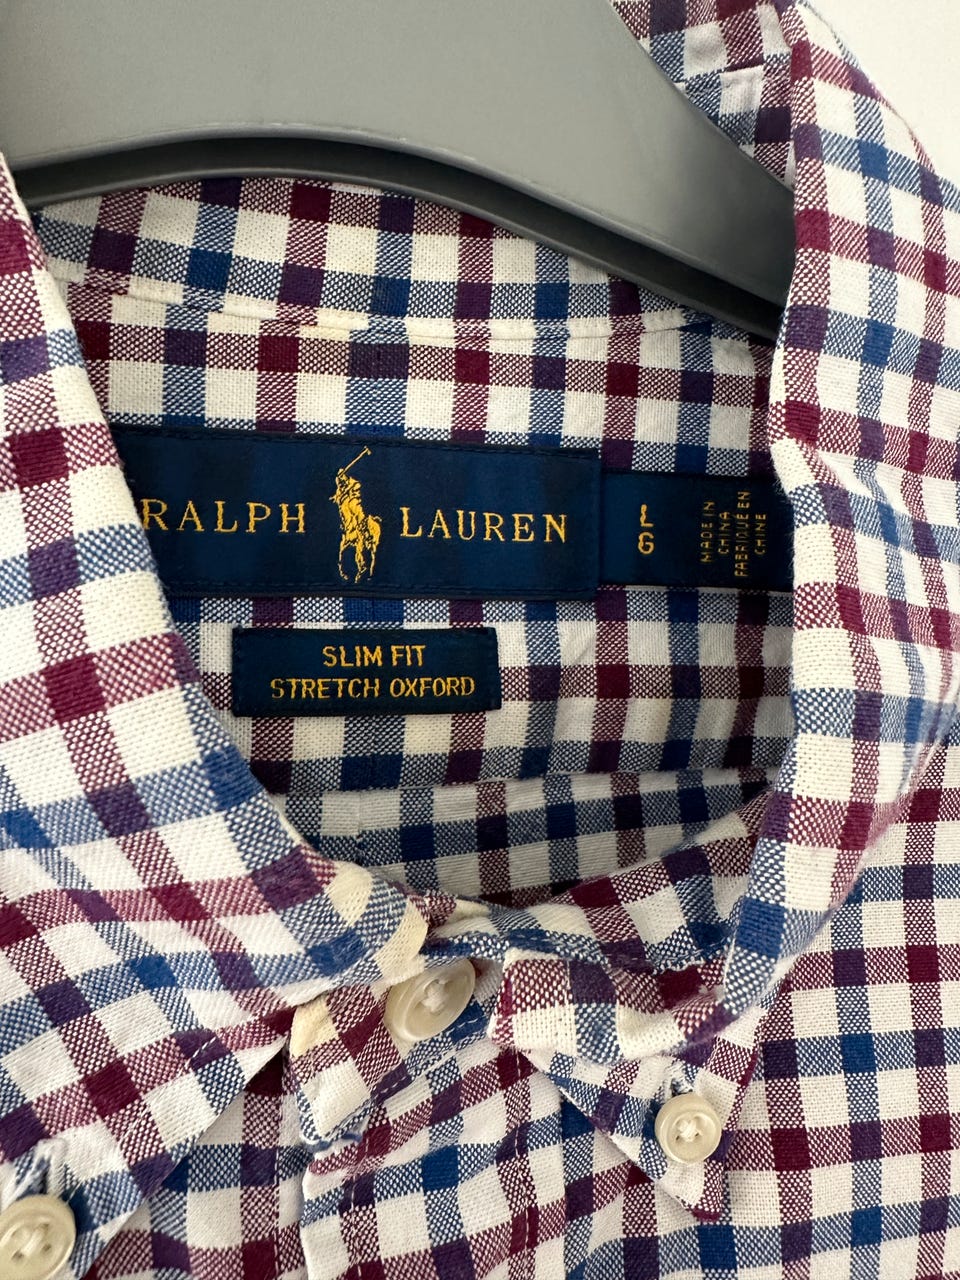 RALPH LAUREN
L
G
MADE IN
CHINA
FABRIQUE EN
CHINE
SLIM FIT
STRETCH OXFORD